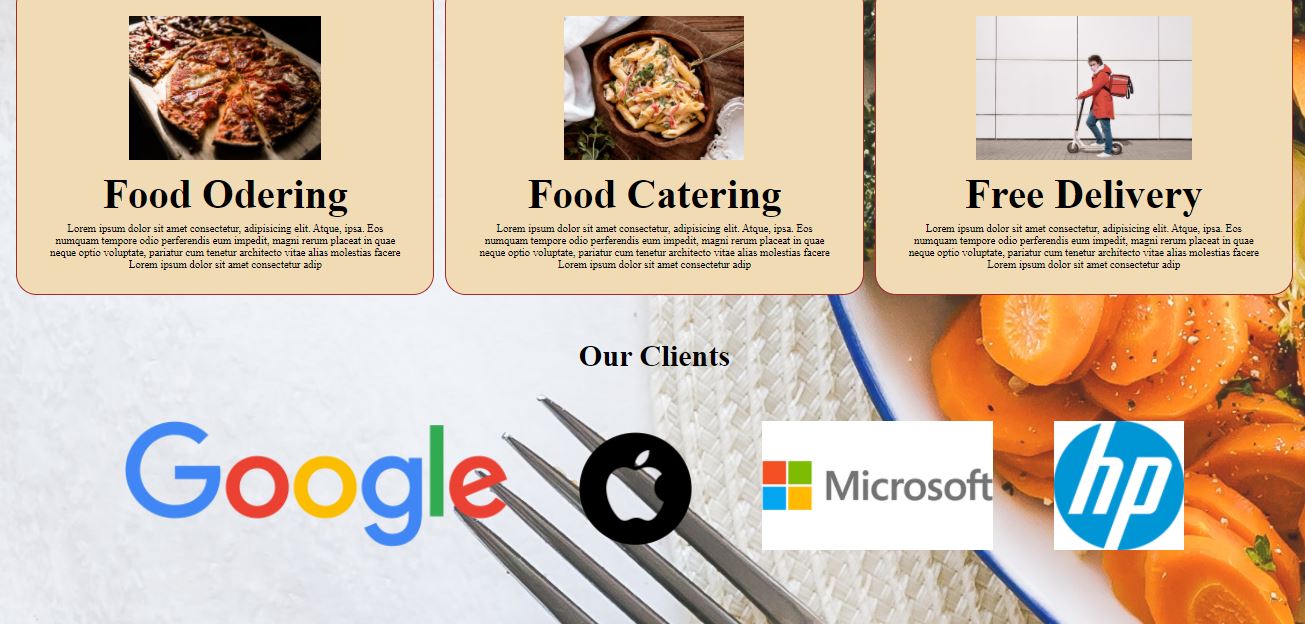 Food Odering
Lorem ipsum dolor sit amet consectetur, adipisicing elit. Atque, ipsa. Eos
numquam tempore odio perferendis eum impedit, magni rerum placeat in quae
neque optio voluptate, pariatur cum tenetur architecto vitae alias molestias facere
Lorem ipsum dolor sit amet consectetur adip
Food Catering
Lorem ipsum dolor sit amet consectetur, adipisicing elit. Atque, ipsa. Eos
numquam tempore odio perferendis eum impedit, magni rerum placeat in quae
neque optio voluptate, pariatur cum tenetur architecto vitae alias molestias facere
Lorem ipsum dolor sit amet consectetur adip
Free Delivery
Lorem ipsum dolor sit amet consectetur, adipisicing elit. Atque, ipsa. Eos
numquam tempore odio perferendis eum impedit, magni rerum placeat in quae
neque optio voluptate, pariatur cum tenetur architecto vitae alias molestias facere
Lorem ipsum dolor sit amet consectetur adip
Our Clients
Google
Microsoft
hp